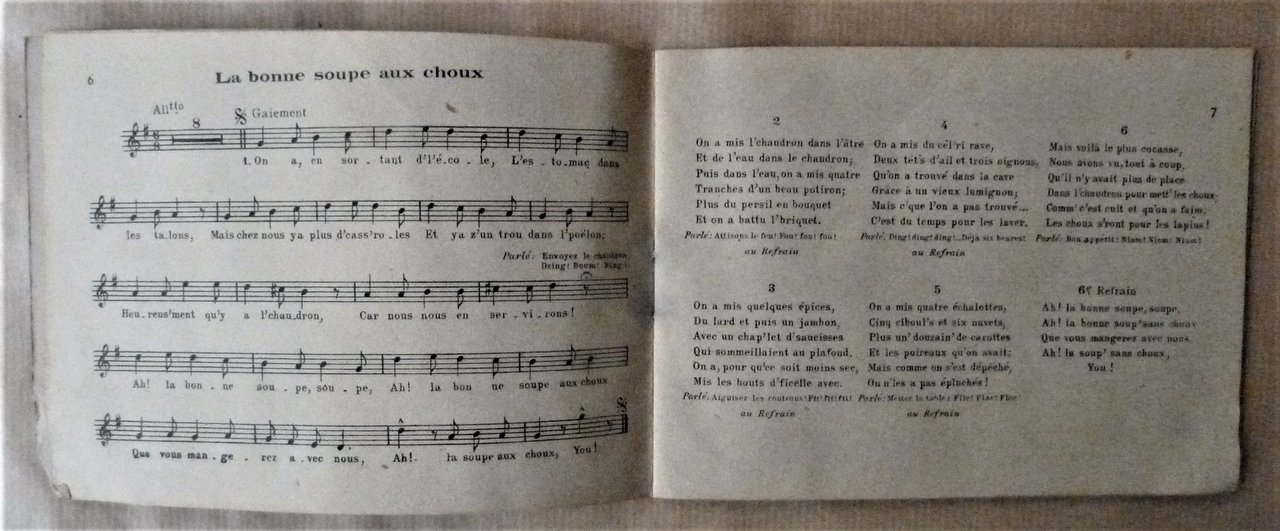 6
La bonne soupe aux choux
All<sup>tto</sup>
8
Gaiement
1. On a, en sor - tant d'l'é - co - le, L'es - to - mac dans
les ta - lons, Mais chez nous ya plus d'cass'ro - les Et ya z'un trou dans l'poêlon;
Parlé: Envoyez le chaudron
Dzing! Boum! Bing!
Heu - reus'ment qu'y a l'chau - dron, Car nous nous en ser - vi - rons!
Ah! la bon - ne sou - pe, sou - pe, Ah! la bon ne soupe aux choux
Que vous man - ge - rez a - vec nous, Ah! la soupe aux choux, You!
7
2
On a mis l'chaudron dans l'âtre
Et de l'eau dans le chaudron;
Puis dans l'eau, on a mis quatre
Tranches d'un beau potiron;
Plus du persil en bouquet
Et on a battu l'briquet.
Parlé: Attisons le feu! Fou! fou! fou!
au Refrain
3
On a mis quelques épices,
Du lard et puis un jambon,
Avec un chap'let d'saucisses
Qui sommeillaient au plafond,
On a, pour qu'ce soit moins sec,
Mis les bouts d'ficelle avec.
Parlé: Aiguisez les couteaux! Ft! ft! ft!
au Refrain
4
On a mis du cél'ri rave,
Deux têt's d'ail et trois oignons,
Qu'on a trouvé dans la cave
Grâce à un vieux lumignon;
Mais c'que l'on a pas trouvé...
C'est du temps pour les laver.
Parlé: Ding! ding! ding!... Déjà six heures!
au Refrain
5
On a mis quatre échalottes,
Cinq ciboul's et six navets,
Plus un' douzain' de carottes
Et les poireaux qu'on avait;
Mais comme on s'est dépêché,
On n'les a pas épluchés!
Parlé: Mettez la table! Flic! Flac! Floc
au Refrain
6
Mais voilà le plus cocasse,
Nous avons vu, tout à coup,
Qu'il n'y avait plus de place
Dans l'chaudron pour mett' les choux
Comm' c'est cuit et qu'on a faim,
Les choux s'ront pour les lapins!
Parlé: Bon appétit! Niam! Niam! Niam!
6<sup>e</sup> Refrain
Ah! la bonne soupe, soupe,
Ah! la bonne soup' sans choux
Que vous mangerez avec nous
Ah! la soup' sans choux,
You!